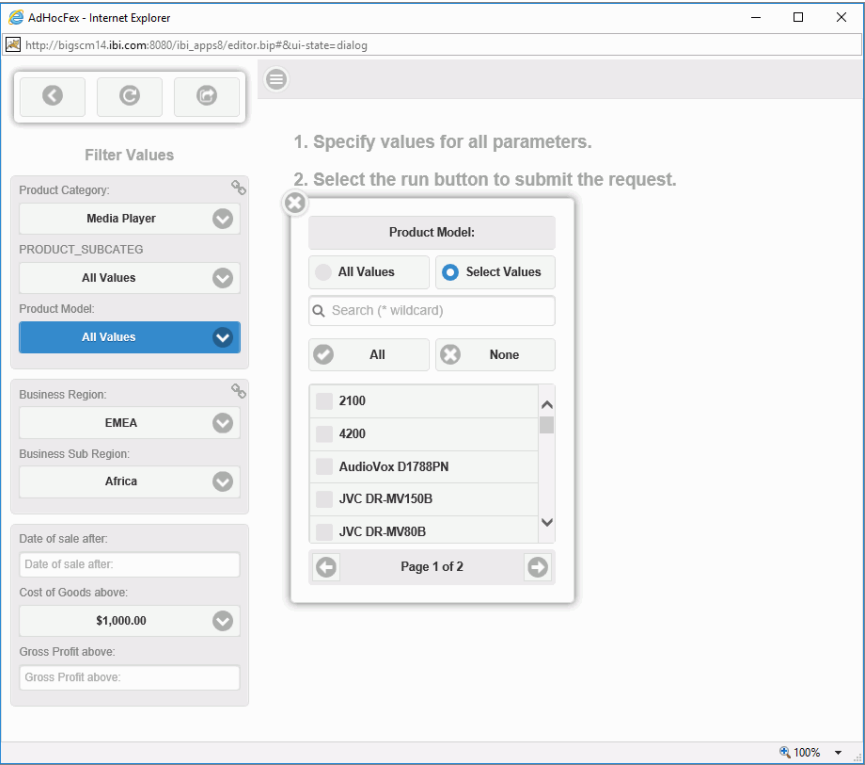 AdHocFex - Internet Explorer
http://bigscm14.ibi.com:8080/ibi_apps8/editor.bip#&ui-state=dialog
Filter Values
Product Category:
Media Player
PRODUCT_SUBCATEG
All Values
Product Model:
All Values
Business Region:
EMEA
Business Sub Region:
Africa
Date of sale after:
Date of sale after:
Cost of Goods above:
$1,000.00
Gross Profit above:
Gross Profit above:
1. Specify values for all parameters.
2. Select the run button to submit the request.
Product Model:
All Values Select Values
Search (* wildcard)
All None
2100
4200
AudioVox D1788PN
JVC DR-MV150B
JVC DR-MV80B
Page 1 of 2
100%